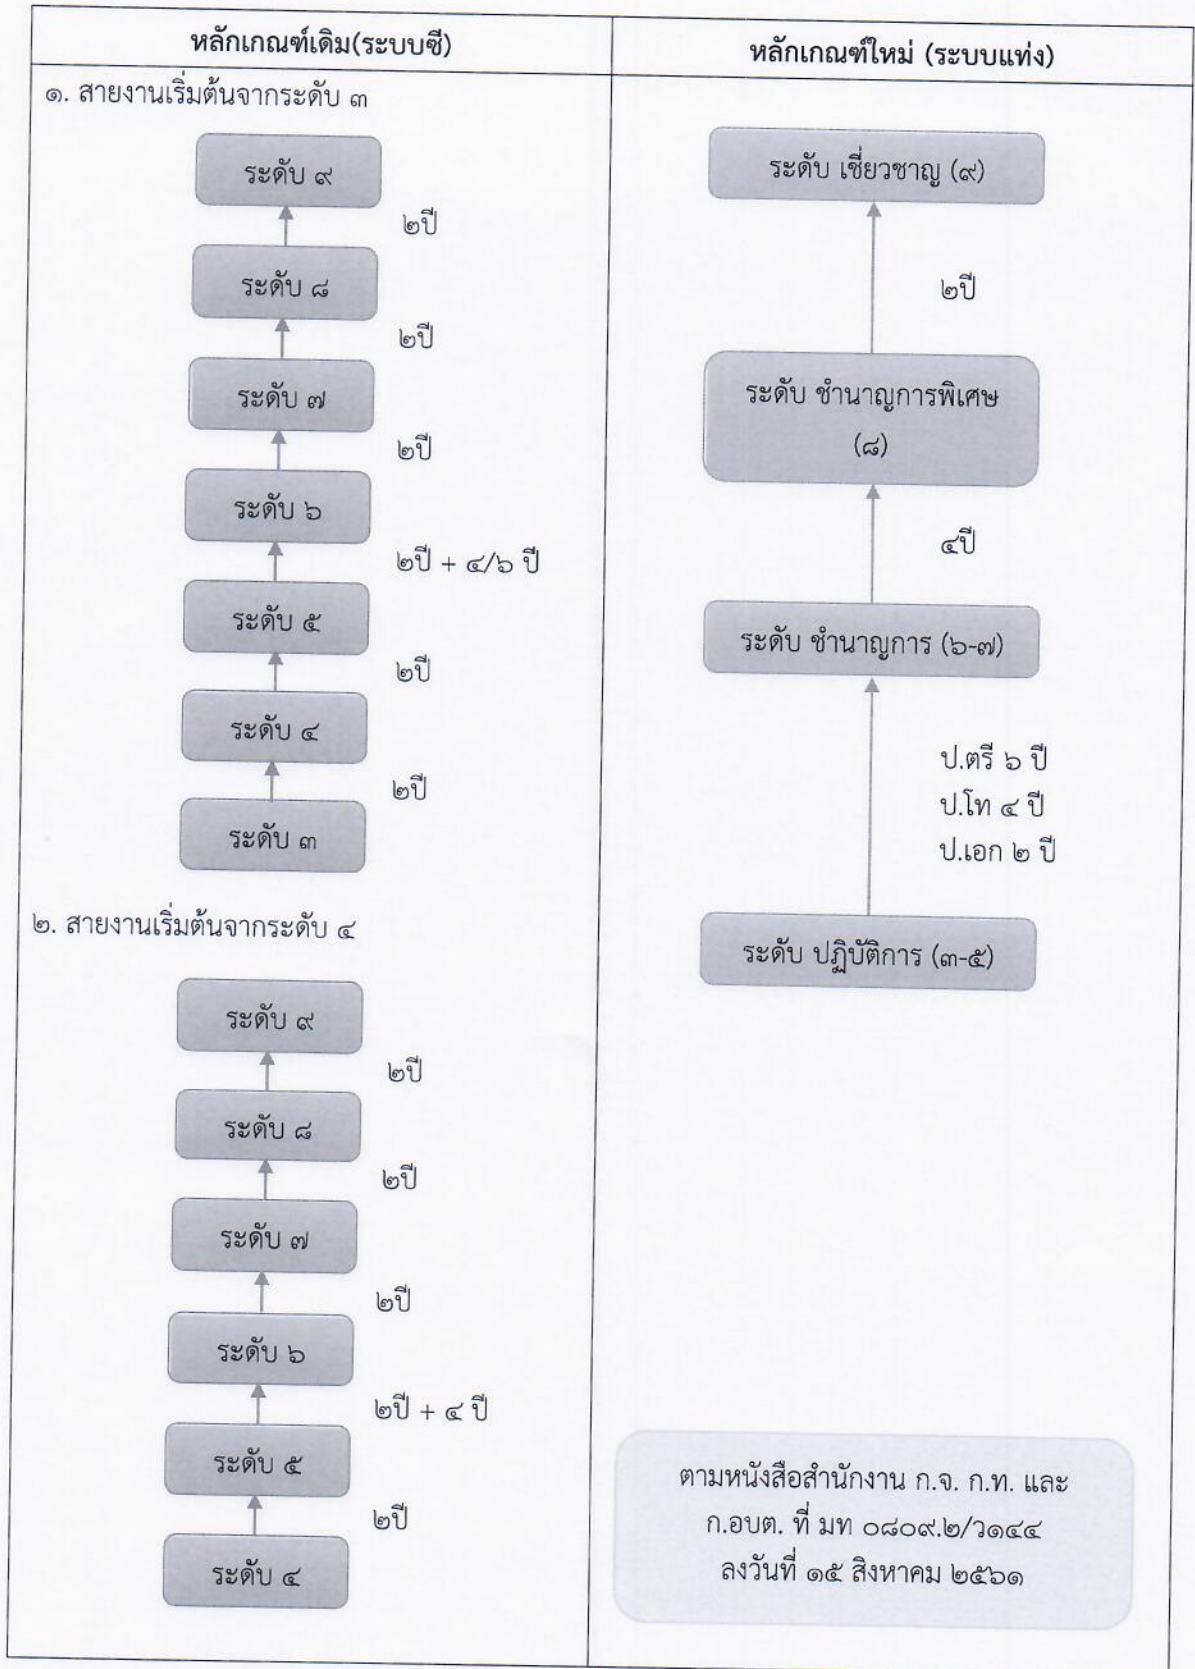 หลักเกณฑ์เดิม(ระบบซี)
๑. สายงานเริ่มต้นจากระดับ ๓
ระดับ ๙
๒ปี
ระดับ ๘
๒ปี
ระดับ ๗
๒ปี
ระดับ ๖
๒ปี + ๔/๖ ปี
ระดับ ๕
๒ปี
ระดับ ๔
๒ปี
ระดับ ๓
๒. สายงานเริ่มต้นจากระดับ ๔
ระดับ ๙
๒ปี
ระดับ ๘
๒ปี
ระดับ ๗
๒ปี
ระดับ ๖
๒ปี + ๔ ปี
ระดับ ๕
๒ปี
ระดับ ๔
หลักเกณฑ์ใหม่ (ระบบแท่ง)
ระดับ เชี่ยวชาญ (๙)
๒ปี
ระดับ ชำนาญการพิเศษ
(๘)
๔ปี
ระดับ ชำนาญการ (๖-๗)
ป.ตรี ๖ ปี
ป.โท ๔ ปี
ป.เอก ๒ ปี
ระดับ ปฏิบัติการ (๓-๕)
ตามหนังสือสำนักงาน ก.จ. ก.ท. และ
ก.อบต. ที่ มท ๐๘๐๙.๒/ว๑๔๔
ลงวันที่ ๑๕ สิงหาคม ๒๕๖๑